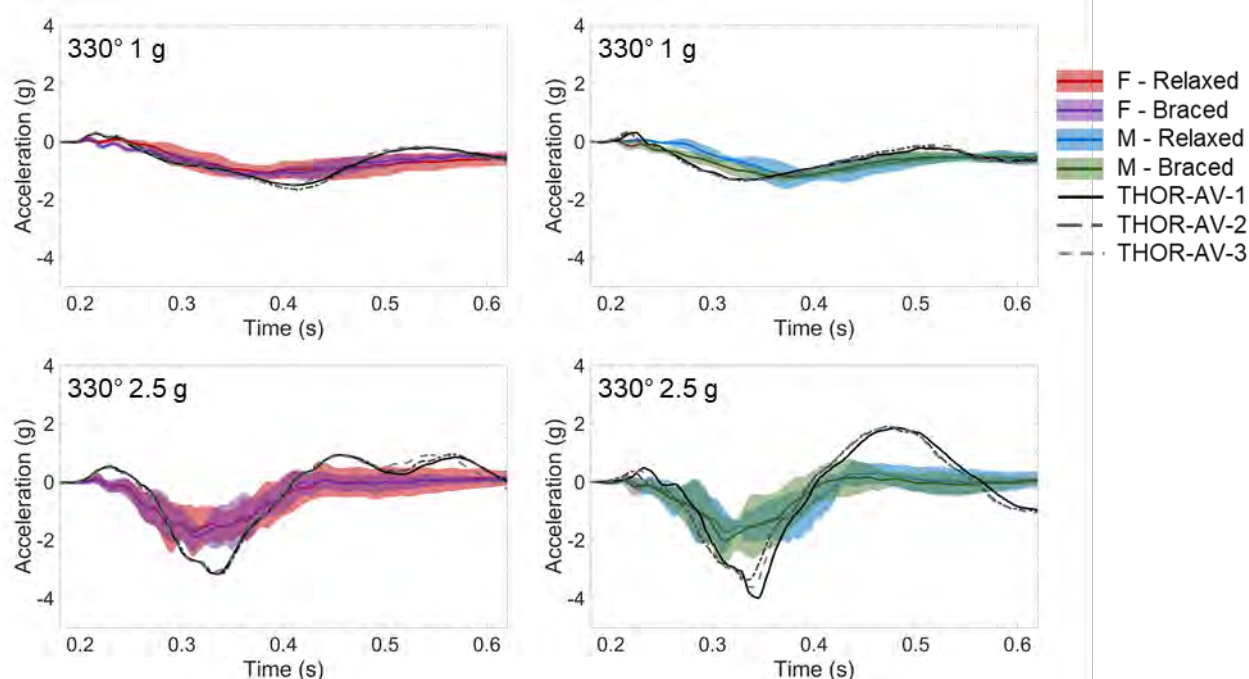 330° 1 g
Acceleration (g)
4
2
0
-2
-4
0.2 0.3 0.4 0.5 0.6
Time (s)
330° 1 g
Acceleration (g)
4
2
0
-2
-4
0.2 0.3 0.4 0.5 0.6
Time (s)
F - Relaxed
F - Braced
M - Relaxed
M - Braced
THOR-AV-1
THOR-AV-2
THOR-AV-3
330° 2.5 g
Acceleration (g)
4
2
0
-2
-4
0.2 0.3 0.4 0.5 0.6
Time (s)
330° 2.5 g
Acceleration (g)
4
2
0
-2
-4
0.2 0.3 0.4 0.5 0.6
Time (s)